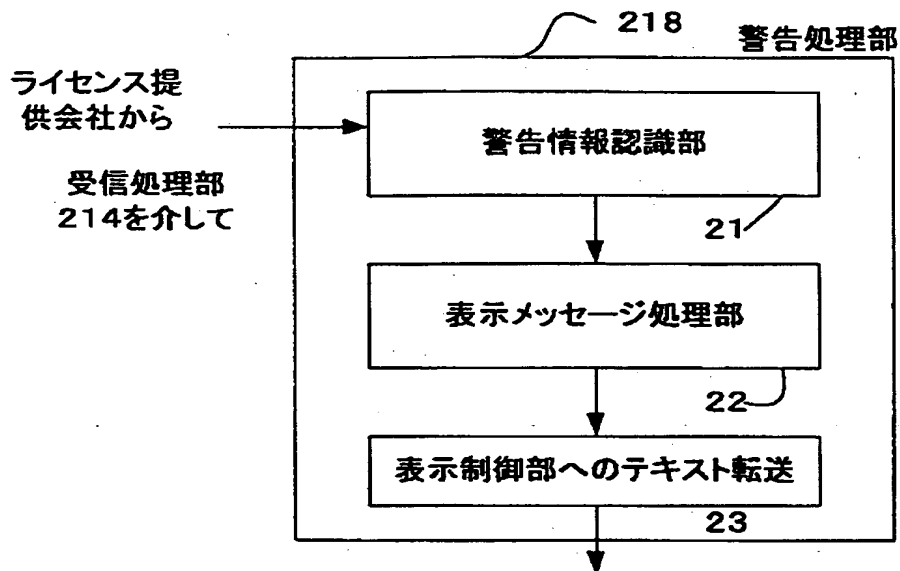 218
警告処理部
ライセンス提
供会社から
受信処理部
214を介して
警告情報認識部
21
表示メッセージ処理部
22
表示制御部へのテキスト転送
23